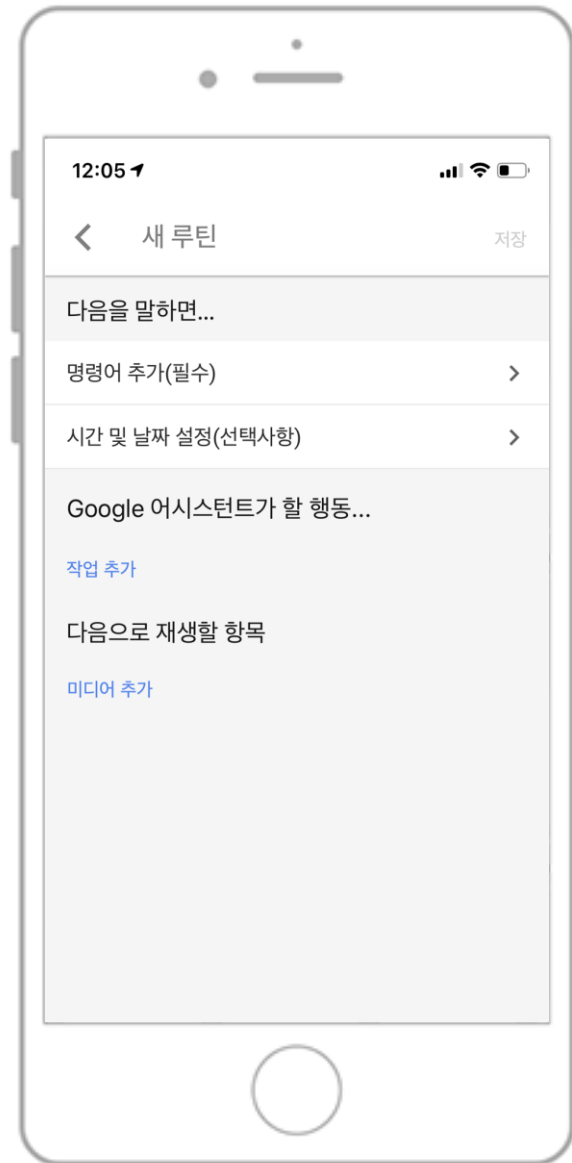 12:05
새 루틴
저장
다음을 말하면...
명령어 추가(필수)
시간 및 날짜 설정(선택사항)
Google 어시스턴트가 할 행동...
작업 추가
다음으로 재생할 항목
미디어 추가